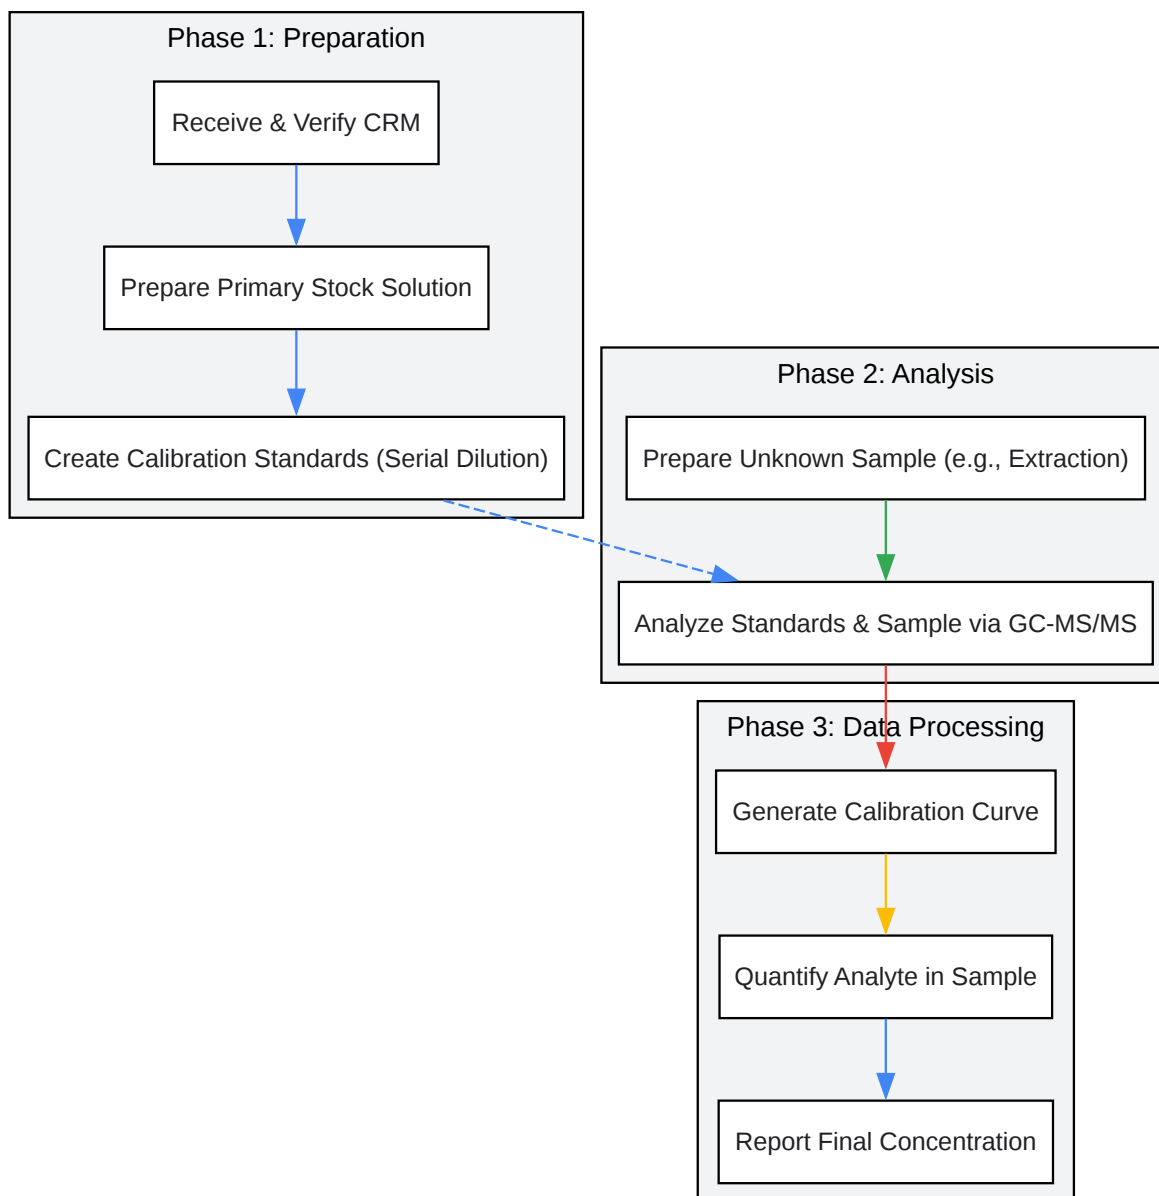 Phase 1: Preparation
Receive & Verify CRM
Prepare Primary Stock Solution
Create Calibration Standards (Serial Dilution)
Phase 2: Analysis
Prepare Unknown Sample (e.g., Extraction)
Analyze Standards & Sample via GC-MS/MS
Phase 3: Data Processing
Generate Calibration Curve
Quantify Analyte in Sample
Report Final Concentration